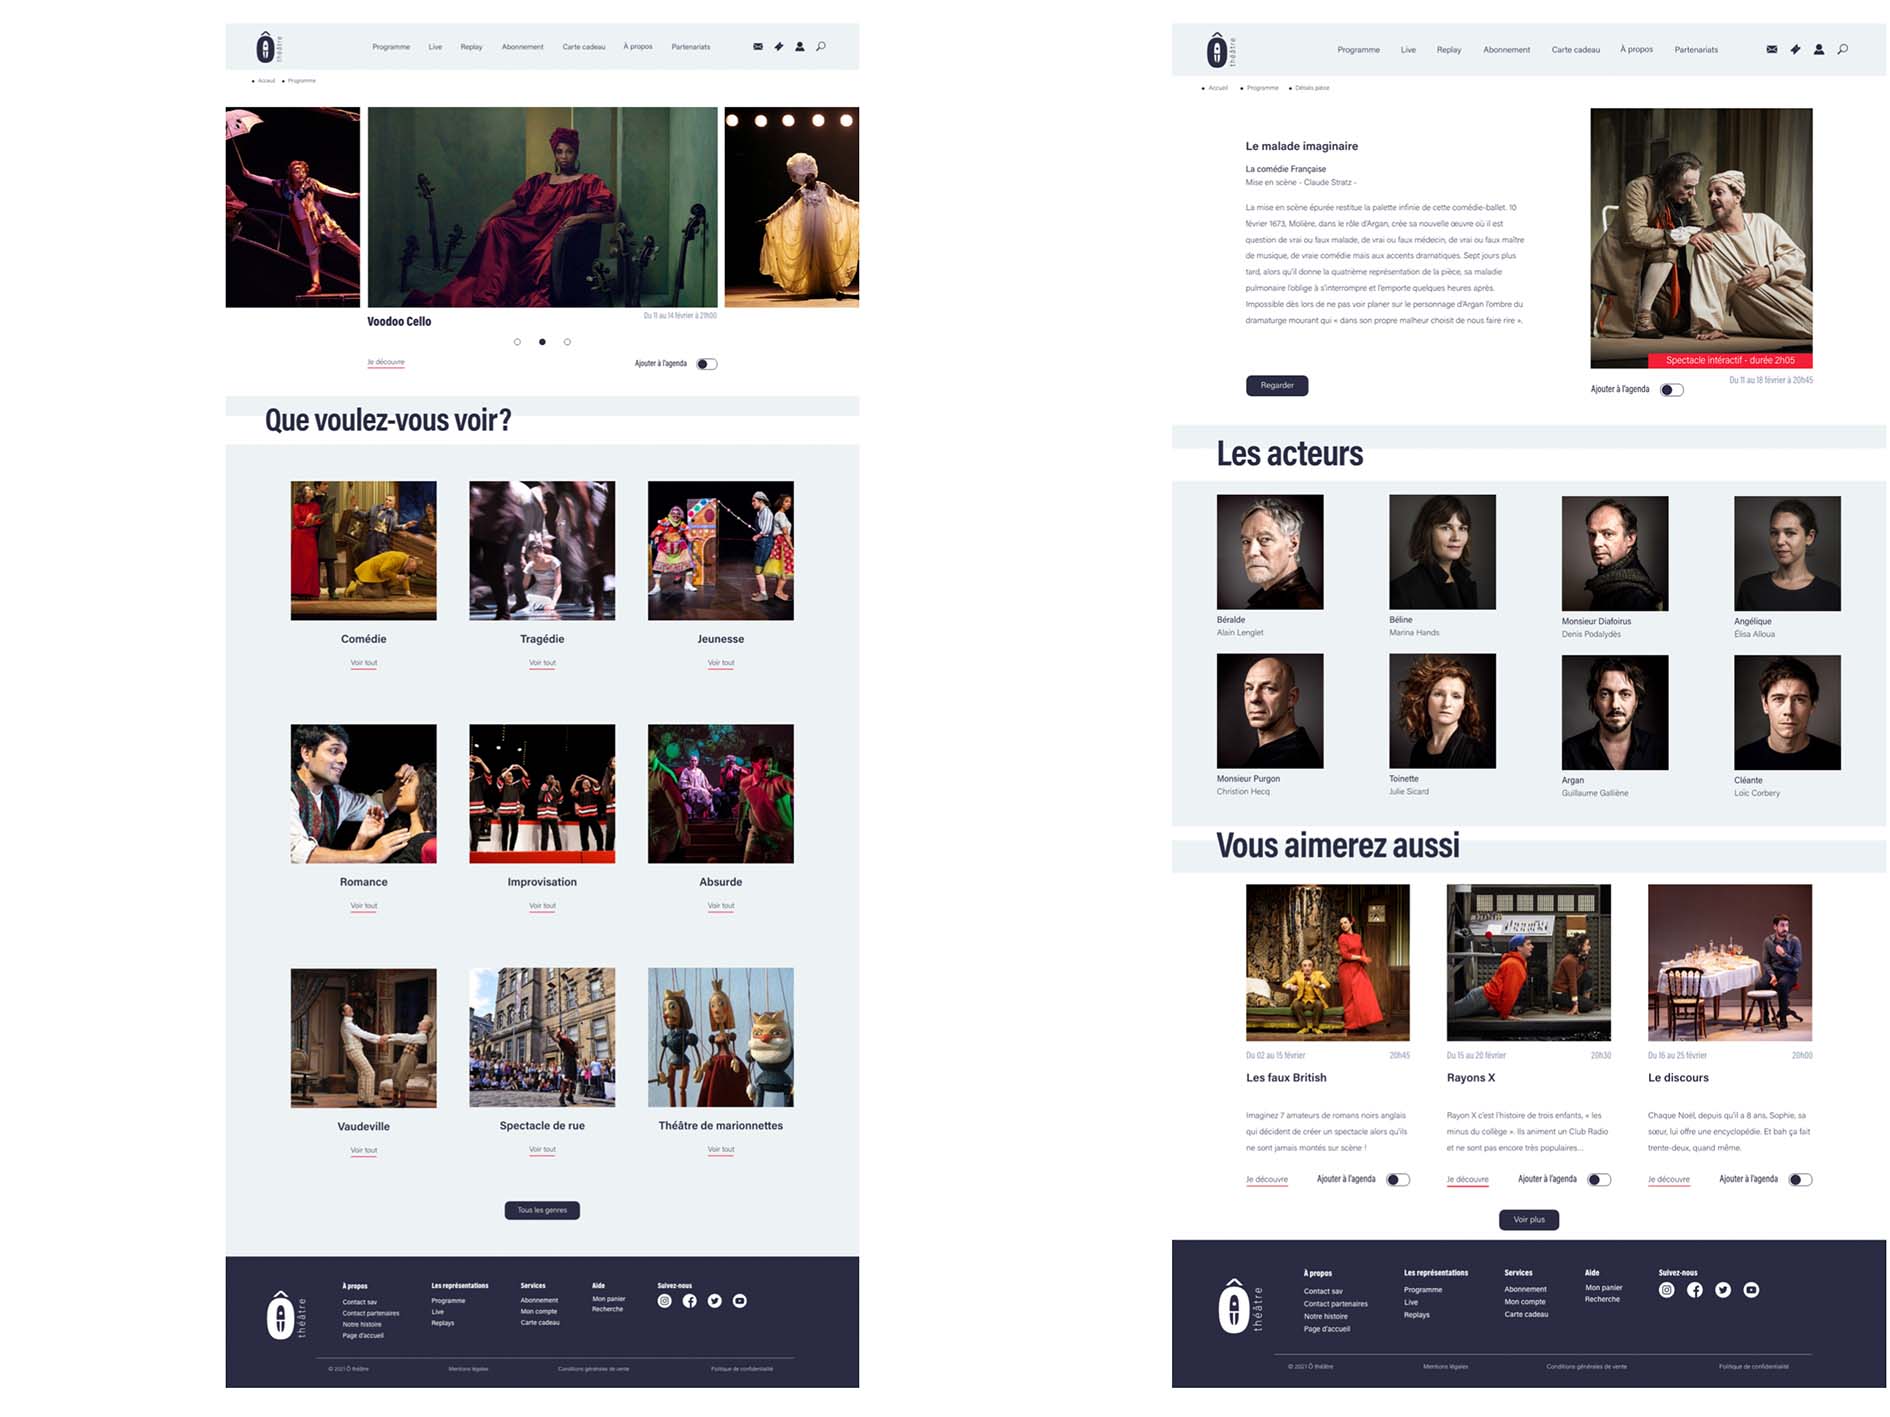 théâtre
Programme Live Replay Abonnement Carte cadeau À propos Partenariats
Accueil Programme
Voodoo Cello
Du 11 au 14 février à 21h00
Je découvre
Ajouter à l'agenda
Que voulez-vous voir?
Comédie Tragédie Jeunesse
Voir tout Voir tout Voir tout
Romance Improvisation Absurde
Voir tout Voir tout Voir tout
Vaudeville Spectacle de rue Théâtre de marionnettes
Voir tout Voir tout Voir tout
Tous les genres
théâtre
À propos
Contact sav
Contact partenaires
Notre histoire
Page d'accueil
Les représentations
Programme
Live
Replays
Services
Abonnement
Mon compte
Carte cadeau
Aide
Mon panier
Recherche
Suivez-nous
© 2021 Ô théâtre Mentions légales Conditions générales de vente Politique de confidentialité
théâtre
Programme Live Replay Abonnement Carte cadeau À propos Partenariats
Accueil Programme Détails pièce
Le malade imaginaire
La comédie Française
Mise en scène - Claude Stratz -
La mise en scène épurée restitue la palette infinie de cette comédie-ballet. 10
février 1673, Molière, dans le rôle d'Argan, crée sa nouvelle œuvre où il est
question de vrai ou faux malade, de vrai ou faux médecin, de vrai ou faux maître
de musique, de vraie comédie mais aux accents dramatiques. Sept jours plus
tard, alors qu'il donne la quatrième représentation de la pièce, sa maladie
pulmonaire l'oblige à s'interrompre et l'emporte quelques heures après.
Impossible dès lors de ne pas voir planer sur le personnage d'Argan l'ombre du
dramaturge mourant qui « dans son propre malheur choisit de nous faire rire ».
Regarder
Spectacle intéractif - durée 2h05
Du 11 au 18 février à 20h45
Ajouter à l'agenda
Les acteurs
Béralde
Alain Lenglet
Béline
Marina Hands
Monsieur Diafoirus
Denis Podalydès
Angélique
Élisa Alloua
Monsieur Purgon
Christion Hecq
Toinette
Julie Sicard
Argan
Guillaume Galliène
Cléante
Loïc Corbery
Vous aimerez aussi
Du 02 au 15 février 20h45
Les faux British
Imaginez 7 amateurs de romans noirs anglais
qui décident de créer un spectacle alors qu'ils
ne sont jamais montés sur scène !
Je découvre Ajouter à l'agenda
Du 15 au 20 février 20h30
Rayons X
Rayon X c'est l'histoire de trois enfants, « les
minus du collège ». Ils animent un Club Radio
et ne sont pas encore très populaires...
Je découvre Ajouter à l'agenda
Du 16 au 25 février 20h00
Le discours
Chaque Noël, depuis qu'il a 8 ans, Sophie, sa
sœur, lui offre une encyclopédie. Et bah ça fait
trente-deux, quand même.
Je découvre Ajouter à l'agenda
Voir plus
théâtre
À propos
Contact sav
Contact partenaires
Notre histoire
Page d'accueil
Les représentations
Programme
Live
Replays
Services
Abonnement
Mon compte
Carte cadeau
Aide
Mon panier
Recherche
Suivez-nous
© 2021 Ô théâtre Mentions légales Conditions générales de vente Politique de confidentialité